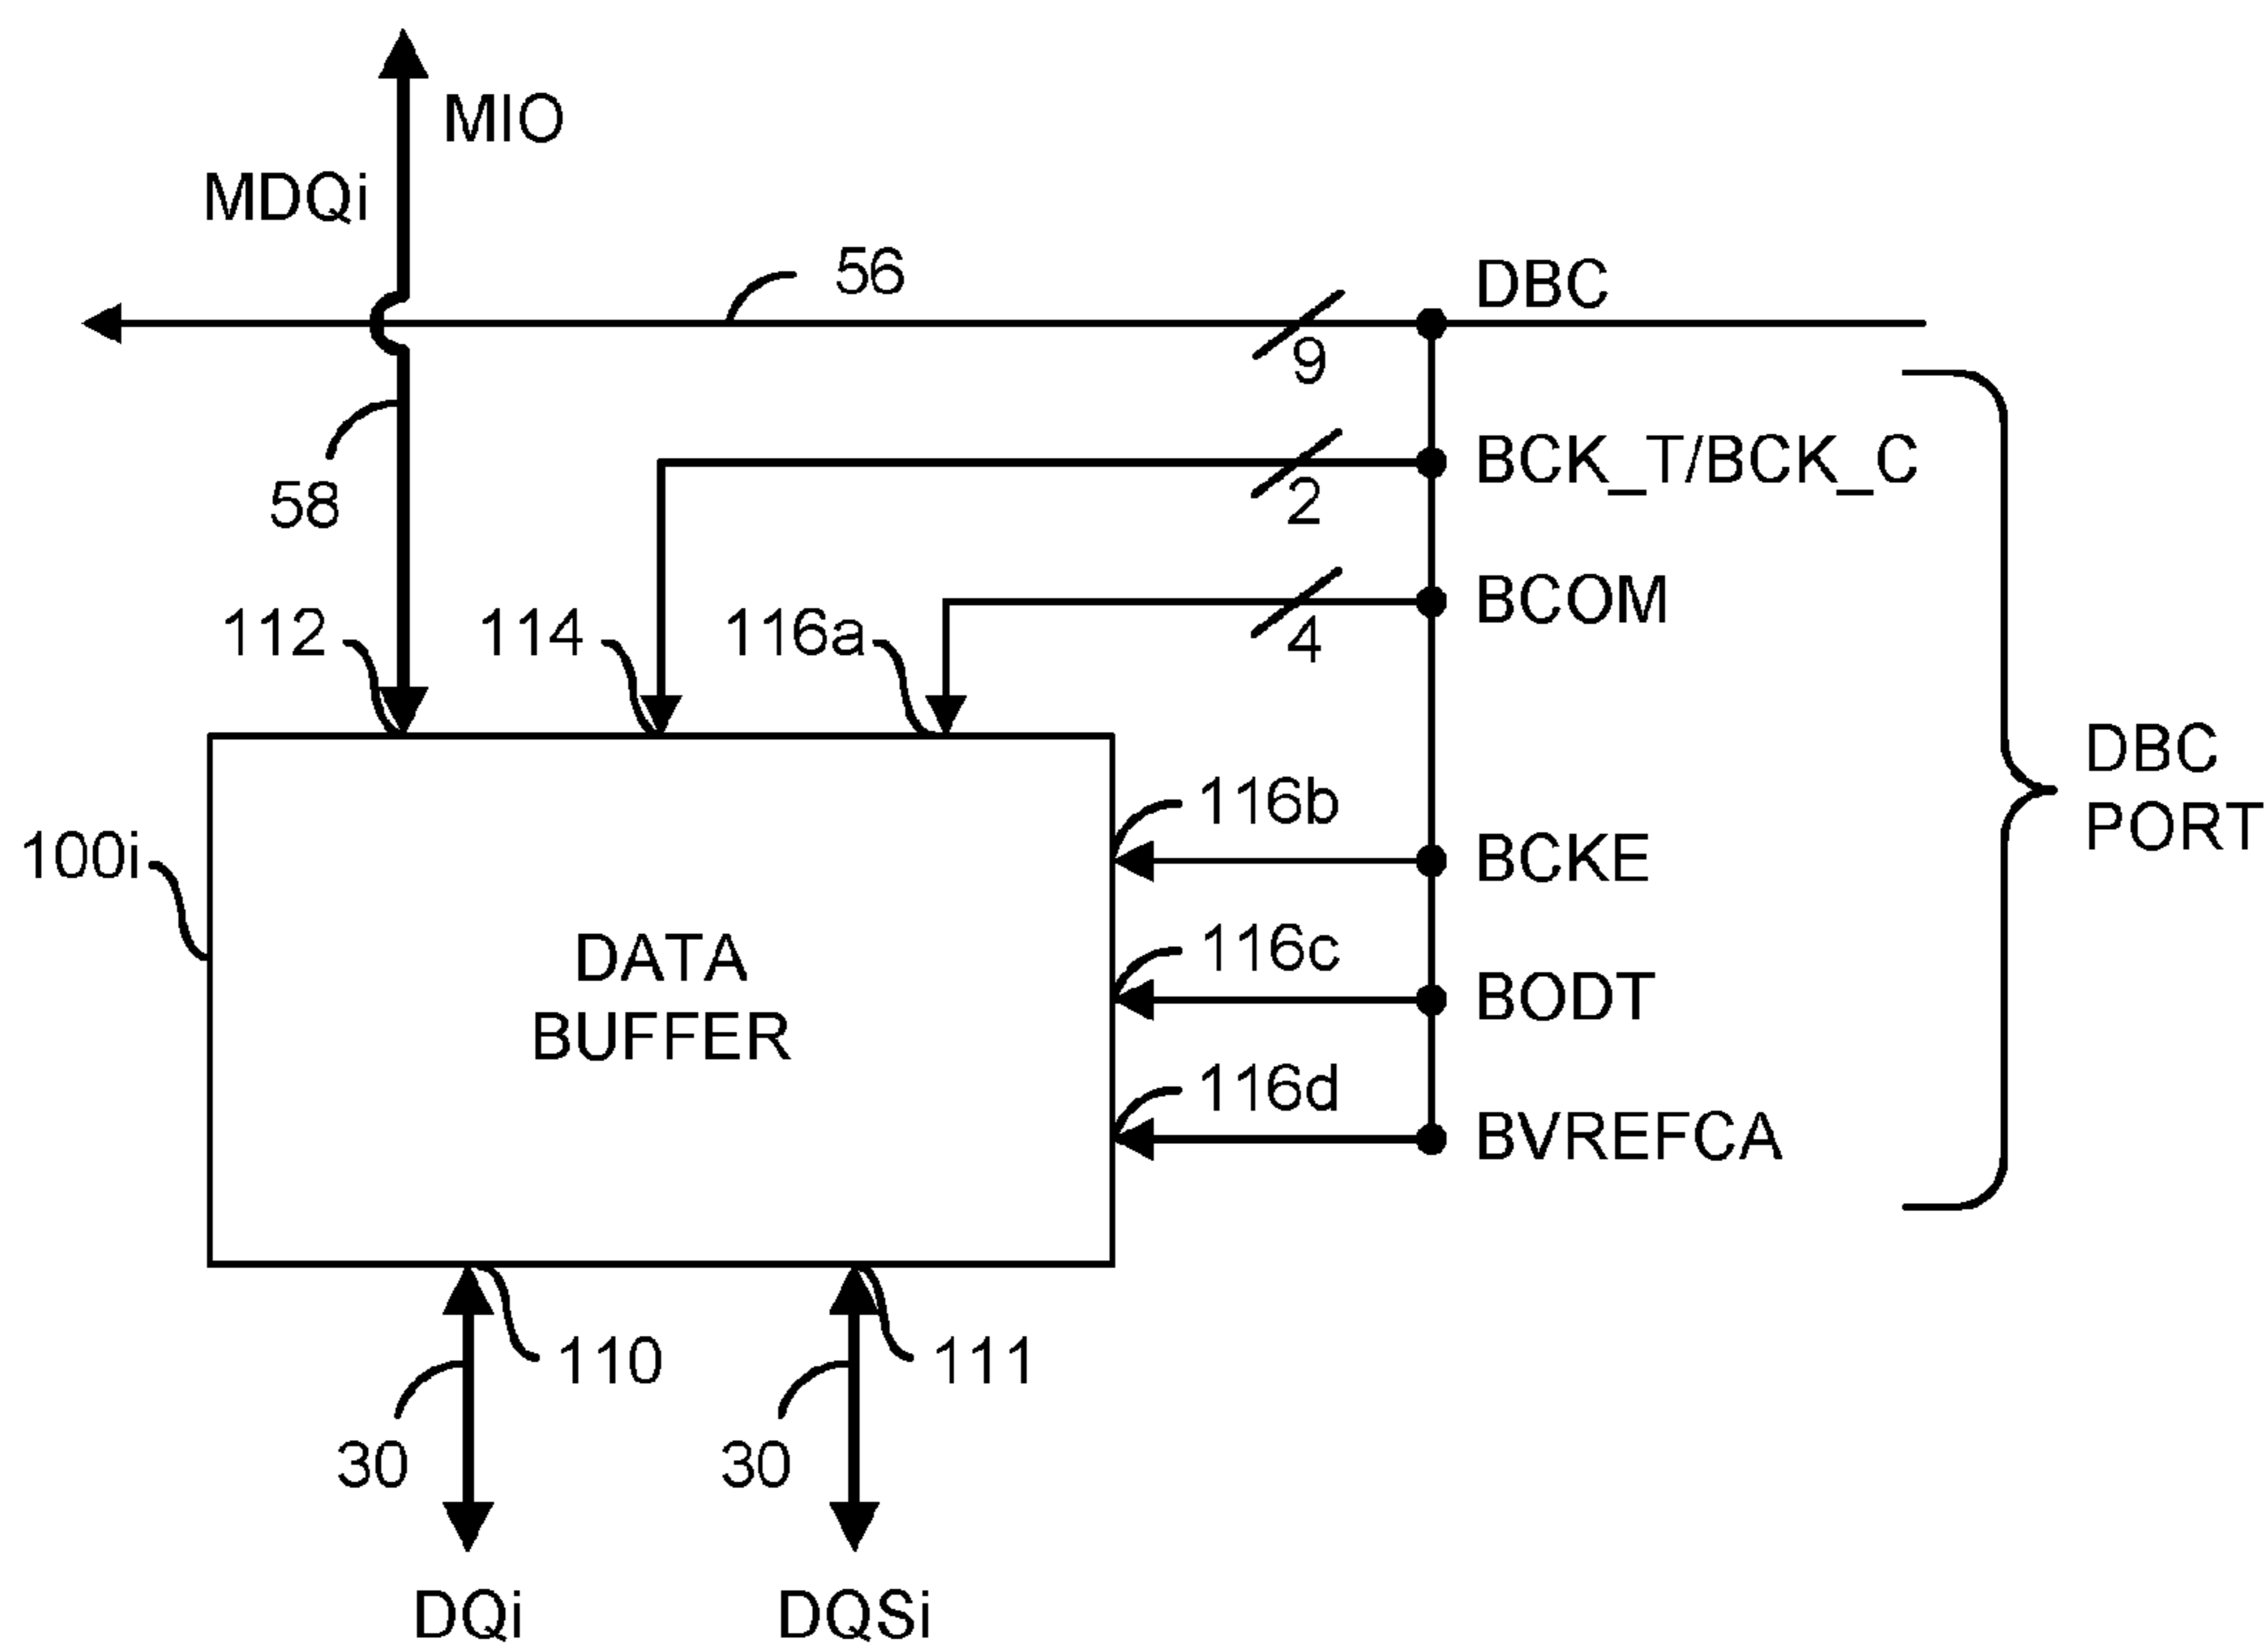 MIO
MDQi
56
DBC
9
BCK_T/BCK_C
58
2
BCOM
112
114
116a
4
DBC
PORT
116b
100i
BCKE
116c
DATA
BUFFER
BODT
116d
BVREFCA
110
111
30
30
DQi
DQSi